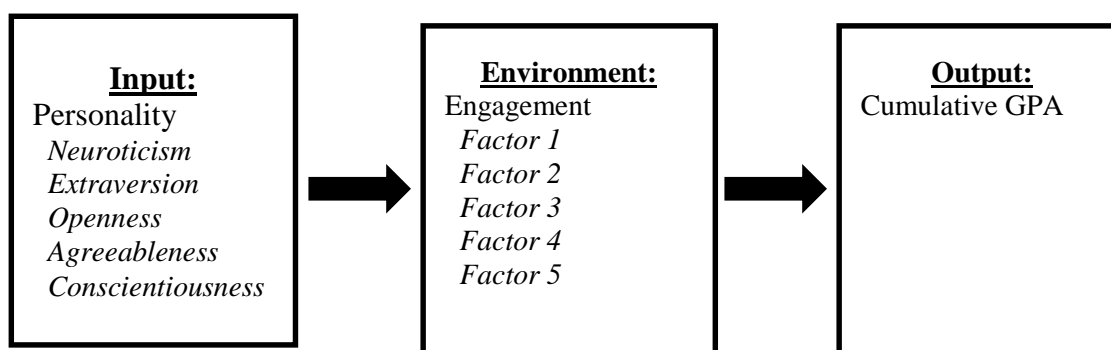 Input:
Personality
Neuroticism
Extraversion
Openness
Agreeableness
Conscientiousness
Environment:
Engagement
Factor 1
Factor 2
Factor 3
Factor 4
Factor 5
Output:
Cumulative GPA